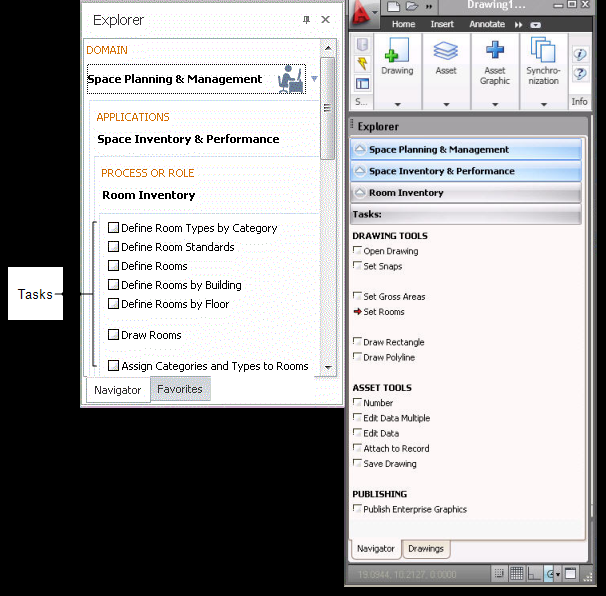 Explorer
DOMAIN
Space Planning & Management
APPLICATIONS
Space Inventory & Performance
PROCESS OR ROLE
Room Inventory
Define Room Types by Category
Define Room Standards
Define Rooms
Define Rooms by Building
Define Rooms by Floor
Draw Rooms
Assign Categories and Types to Rooms
Navigator
Favorites
Tasks
Drawing1...
Home
Insert
Annotate
Drawing
Asset
Asset
Graphic
Synchro-
nization
S...
Info
Explorer
Space Planning & Management
Space Inventory & Performance
Room Inventory
Tasks:
DRAWING TOOLS
Open Drawing
Set Snaps
Set Gross Areas
Set Rooms
Draw Rectangle
Draw Polyline
ASSET TOOLS
Number
Edit Data Multiple
Edit Data
Attach to Record
Save Drawing
PUBLISHING
Publish Enterprise Graphics
Navigator
Drawings
19.0944, 10.2127, 0.0000